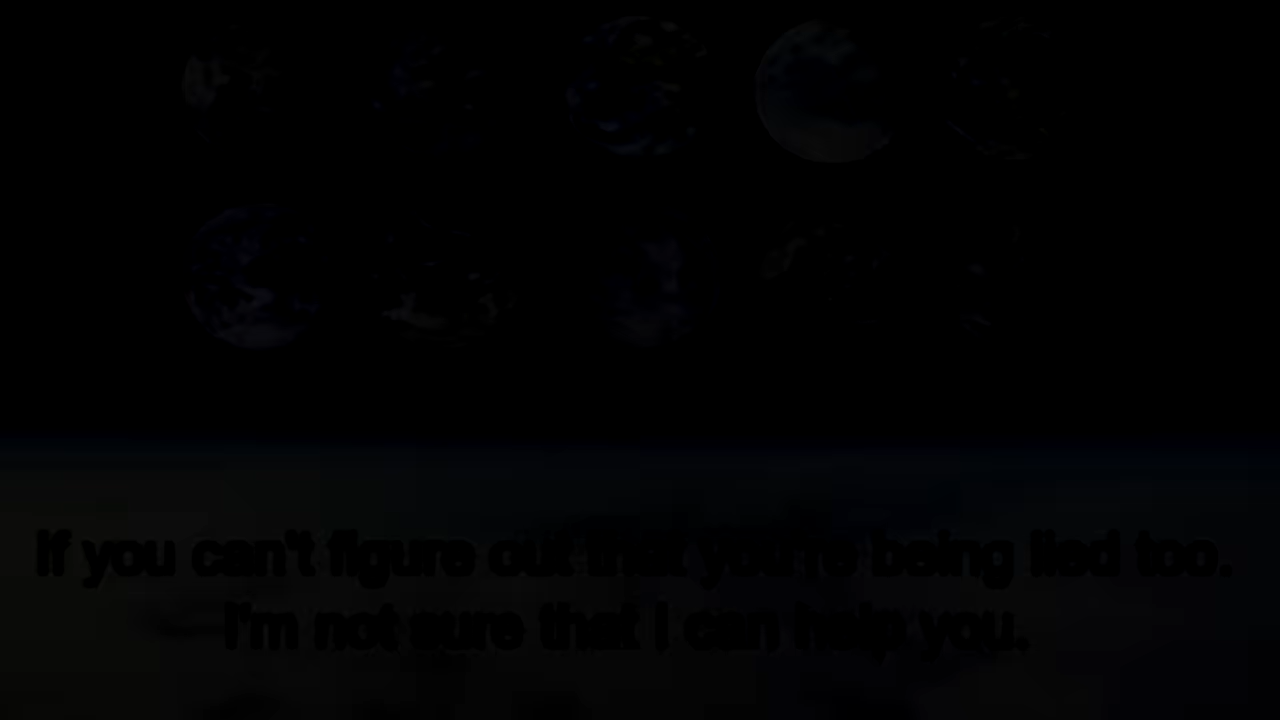 If you can't figure out that you're being lied too.
I'm not sure that I can help you.